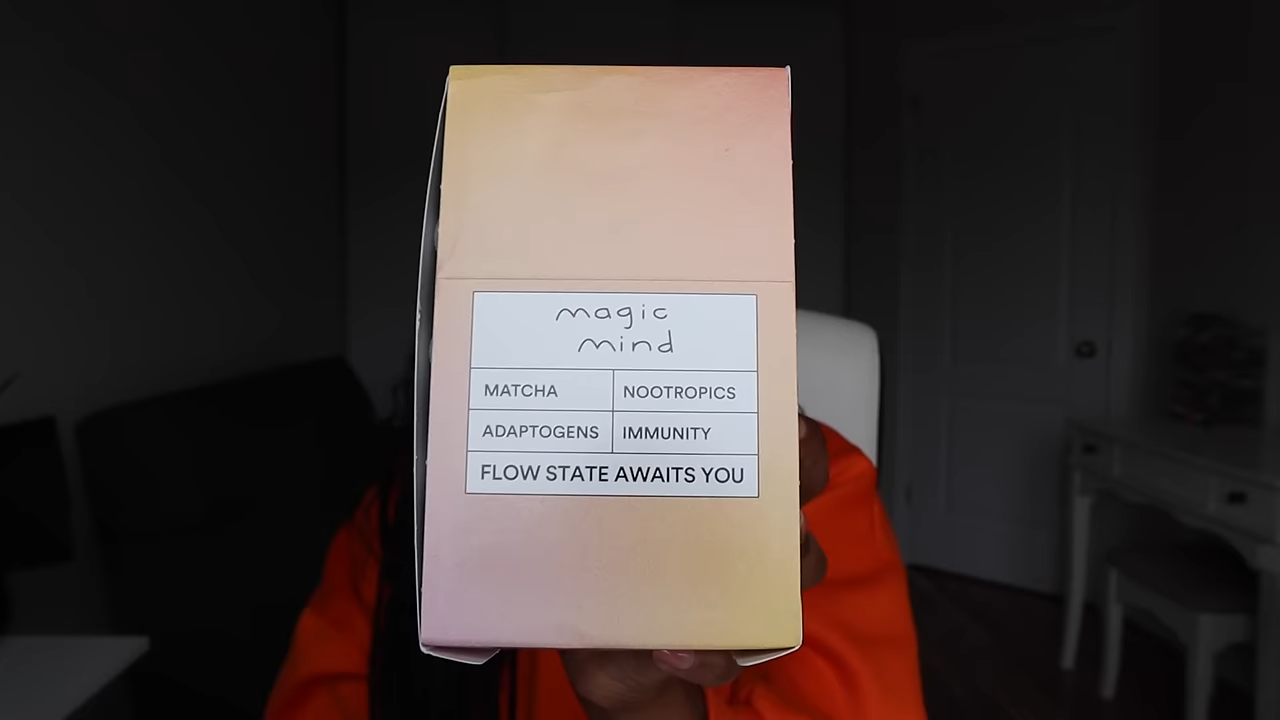 magic
mind
MATCHA NOOTROPICS
ADAPTOGENS IMMUNITY
FLOW STATE AWAITS YOU